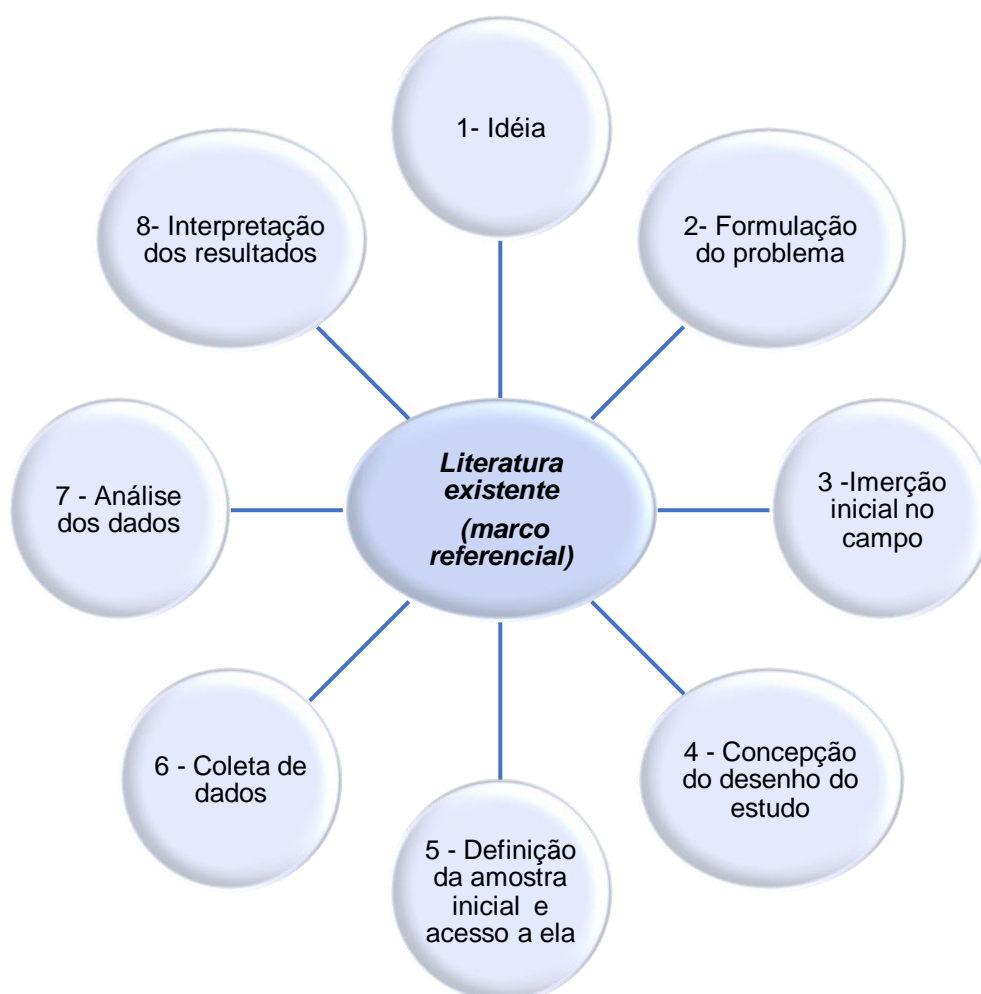 1- Idéia
2- Formulação
do problema
3 -Imerção
inicial no
campo
4 - Concepção
do desenho do
estudo
5 - Definição
da amostra
inicial e
acesso a ela
6 - Coleta de
dados
7 - Análise
dos dados
8- Interpretação
dos resultados
Literatura
existente
(marco
referencial)